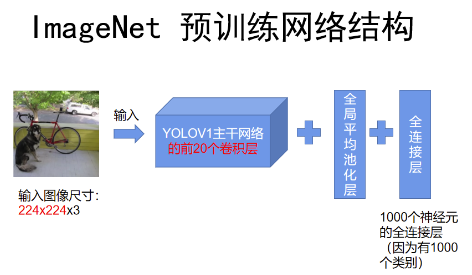 ImageNet 预训练网络结构
输入
YOLOV1主干网络
的前20个卷积层
全局平均池化层
全连接层
输入图像尺寸：
224x224x3
1000个神经元
的全连接层
（因为有1000
个类别）